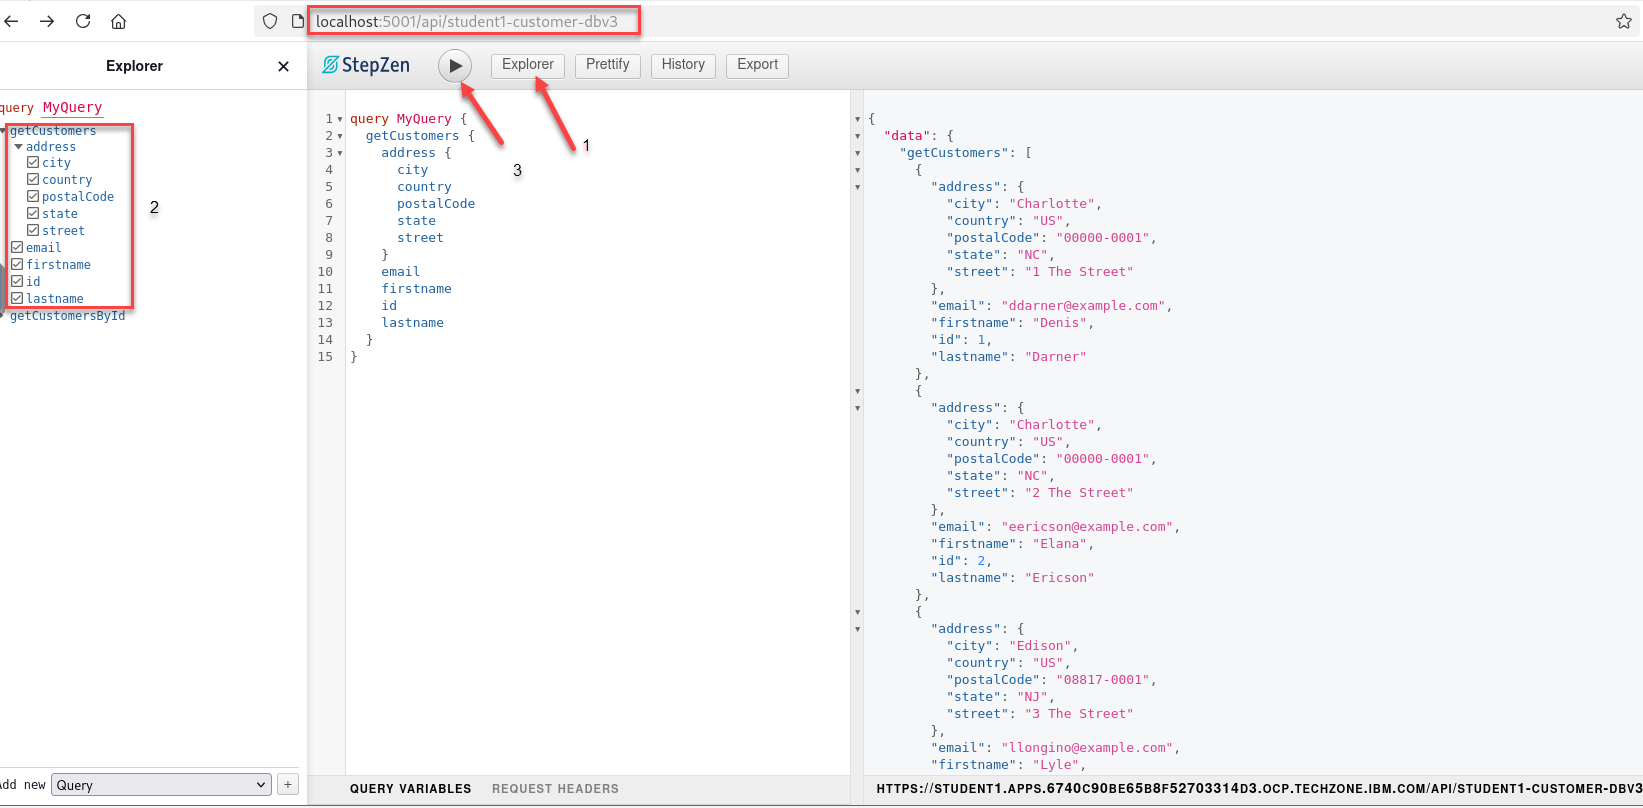 localhost:5001/api/student1-customer-dbv3
Explorer
StepZen
Explorer
Prettify
History
Export
query MyQuery
getCustomers
address
city
country
postalCode
state
street
email
firstname
id
lastname
getCustomersById
2
Add new
Query
+
1
3
1 query MyQuery {
2 getCustomers {
3 address {
4 city
5 country
6 postalCode
7 state
8 street
9 }
10 email
11 firstname
12 id
13 lastname
14 }
15 }
QUERY VARIABLES
REQUEST HEADERS
{
"data": {
"getCustomers": [
{
"address": {
"city": "Charlotte",
"country": "US",
"postalCode": "00000-0001",
"state": "NC",
"street": "1 The Street"
},
"email": "ddarner@example.com",
"firstname": "Denis",
"id": 1,
"lastname": "Darner"
},
{
"address": {
"city": "Charlotte",
"country": "US",
"postalCode": "00000-0001",
"state": "NC",
"street": "2 The Street"
},
"email": "eericson@example.com",
"firstname": "Elana",
"id": 2,
"lastname": "Ericson"
},
{
"address": {
"city": "Edison",
"country": "US",
"postalCode": "08817-0001",
"state": "NJ",
"street": "3 The Street"
},
"email": "llongino@example.com",
"firstname": "Lyle",
HTTPS://STUDENT1.APPS.6740C90BE65B8F52703314D3.OCP.TECHZONE.IBM.COM/API/STUDENT1-CUSTOMER-DBV3